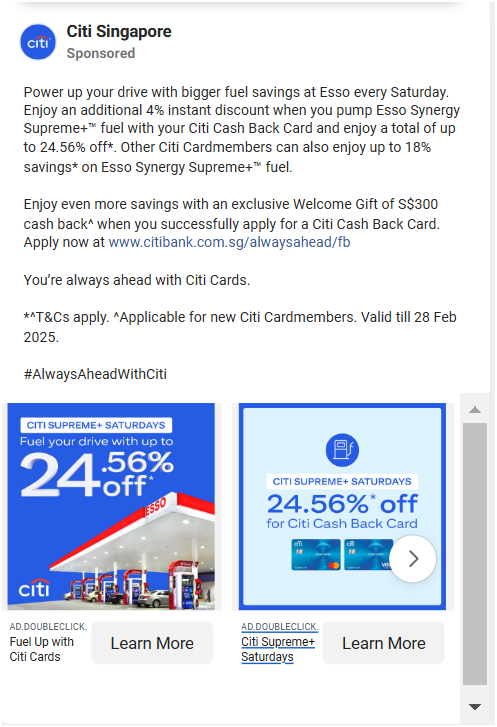 citi
Citi Singapore
Sponsored
Power up your drive with bigger fuel savings at Esso every Saturday.
Enjoy an additional 4% instant discount when you pump Esso Synergy
Supreme+™ fuel with your Citi Cash Back Card and enjoy a total of up
to 24.56% off*. Other Citi Cardmembers can also enjoy up to 18%
savings* on Esso Synergy Supreme+™ fuel.
Enjoy even more savings with an exclusive Welcome Gift of S$300
cash back^ when you successfully apply for a Citi Cash Back Card.
Apply now at www.citibank.com.sg/alwaysahead/fb
You’re always ahead with Citi Cards.
*^T&Cs apply. ^Applicable for new Citi Cardmembers. Valid till 28 Feb
2025.
#AlwaysAheadWithCiti
CITI SUPREME+ SATURDAYS
Fuel your drive with up to
24.56%
off*
ESSO
citi
CITI SUPREME+ SATURDAYS
24.56%* off
for Citi Cash Back Card
citi
citi
VISA
AD.DOUBLECLICK.
Fuel Up with
Citi Cards
Learn More
AD.DOUBLECLICK.
Citi Supreme+
Saturdays
Learn More